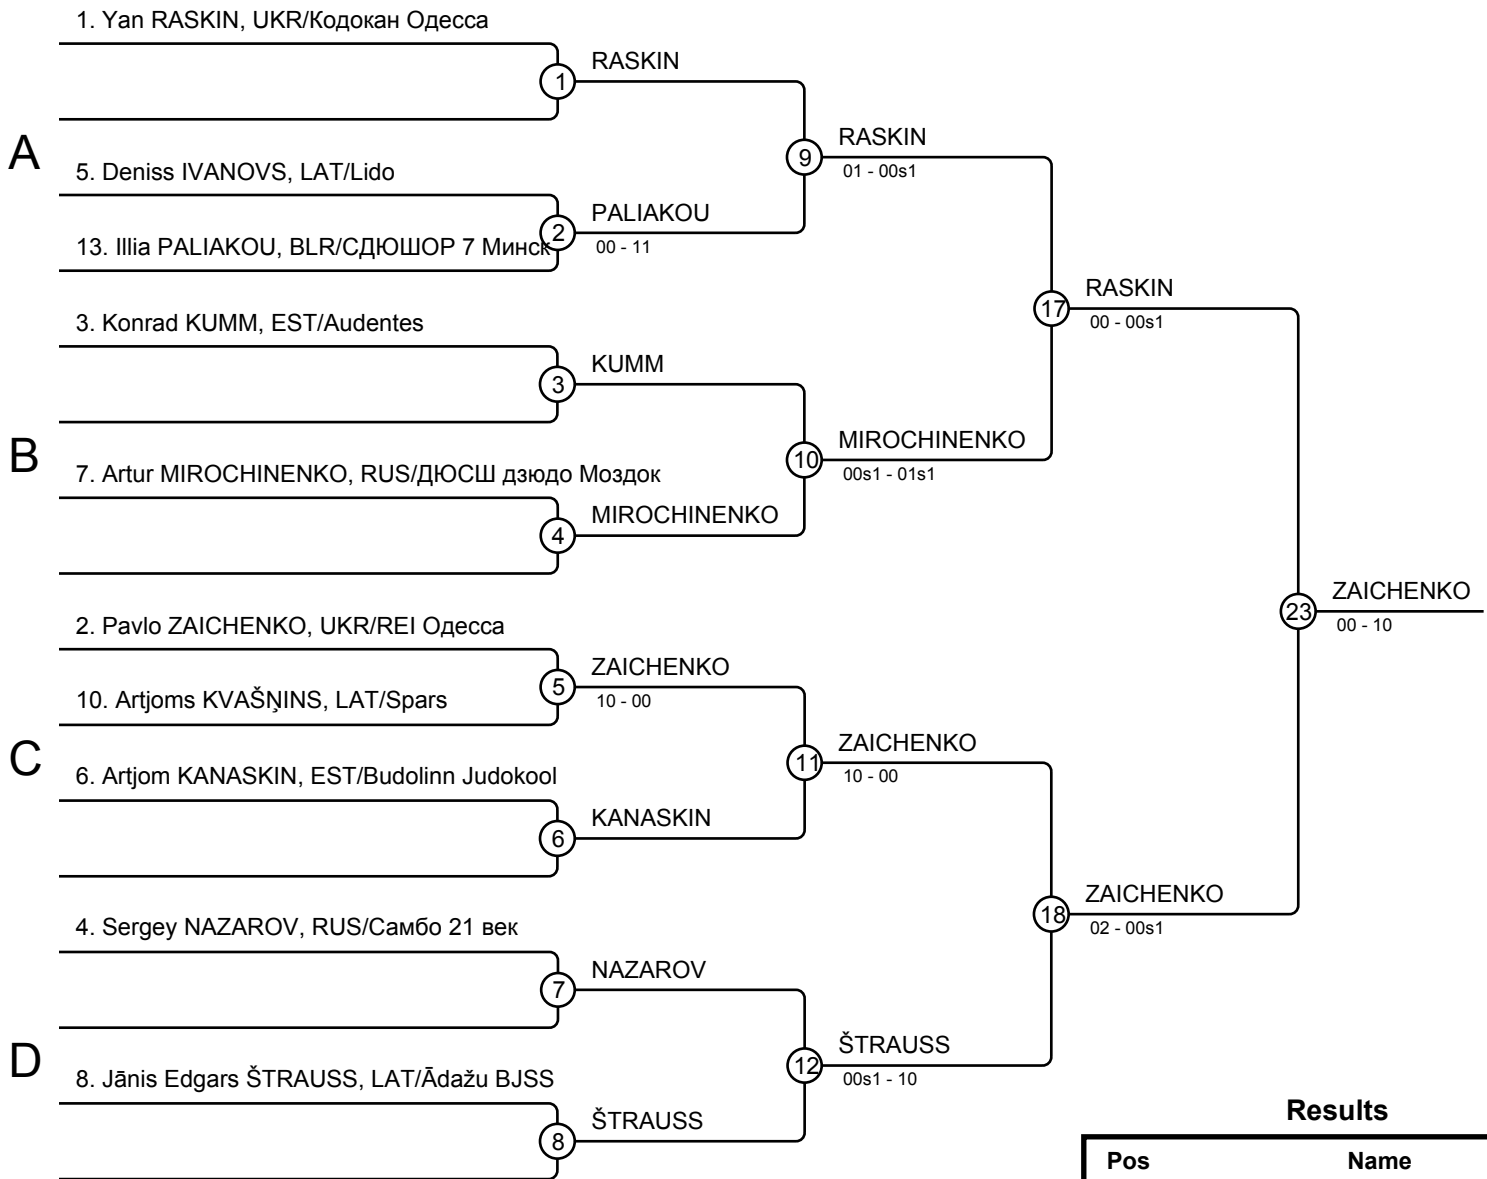 1. Yan RASKIN, UKR/Кодокан Одесса
1
RASKIN
A
5. Deniss IVANOVS, LAT/Lido
9
RASKIN
01 - 00s1
13. Illia PALIAKOU, BLR/СДЮШОР 7 Минск
2
PALIAKOU
00 - 11
3. Konrad KUMM, EST/Audentes
17
RASKIN
00 - 00s1
3
KUMM
B
7. Artur MIROCHINENKO, RUS/ДЮСШ дзюдо Моздок
10
MIROCHINENKO
00s1 - 01s1
4
MIROCHINENKO
2. Pavlo ZAICHENKO, UKR/REI Одесса
23
ZAICHENKO
00 - 10
5
ZAICHENKO
10 - 00
10. Artjoms KVAŠŅINS, LAT/Spars
C
6. Artjom KANASKIN, EST/Budolinn Judokool
11
ZAICHENKO
10 - 00
6
KANASKIN
4. Sergey NAZAROV, RUS/Самбо 21 век
18
ZAICHENKO
02 - 00s1
7
NAZAROV
D
8. Jānis Edgars ŠTRAUSS, LAT/Ādažu BJSS
12
ŠTRAUSS
00s1 - 10
8
ŠTRAUSS
Results
Pos Name